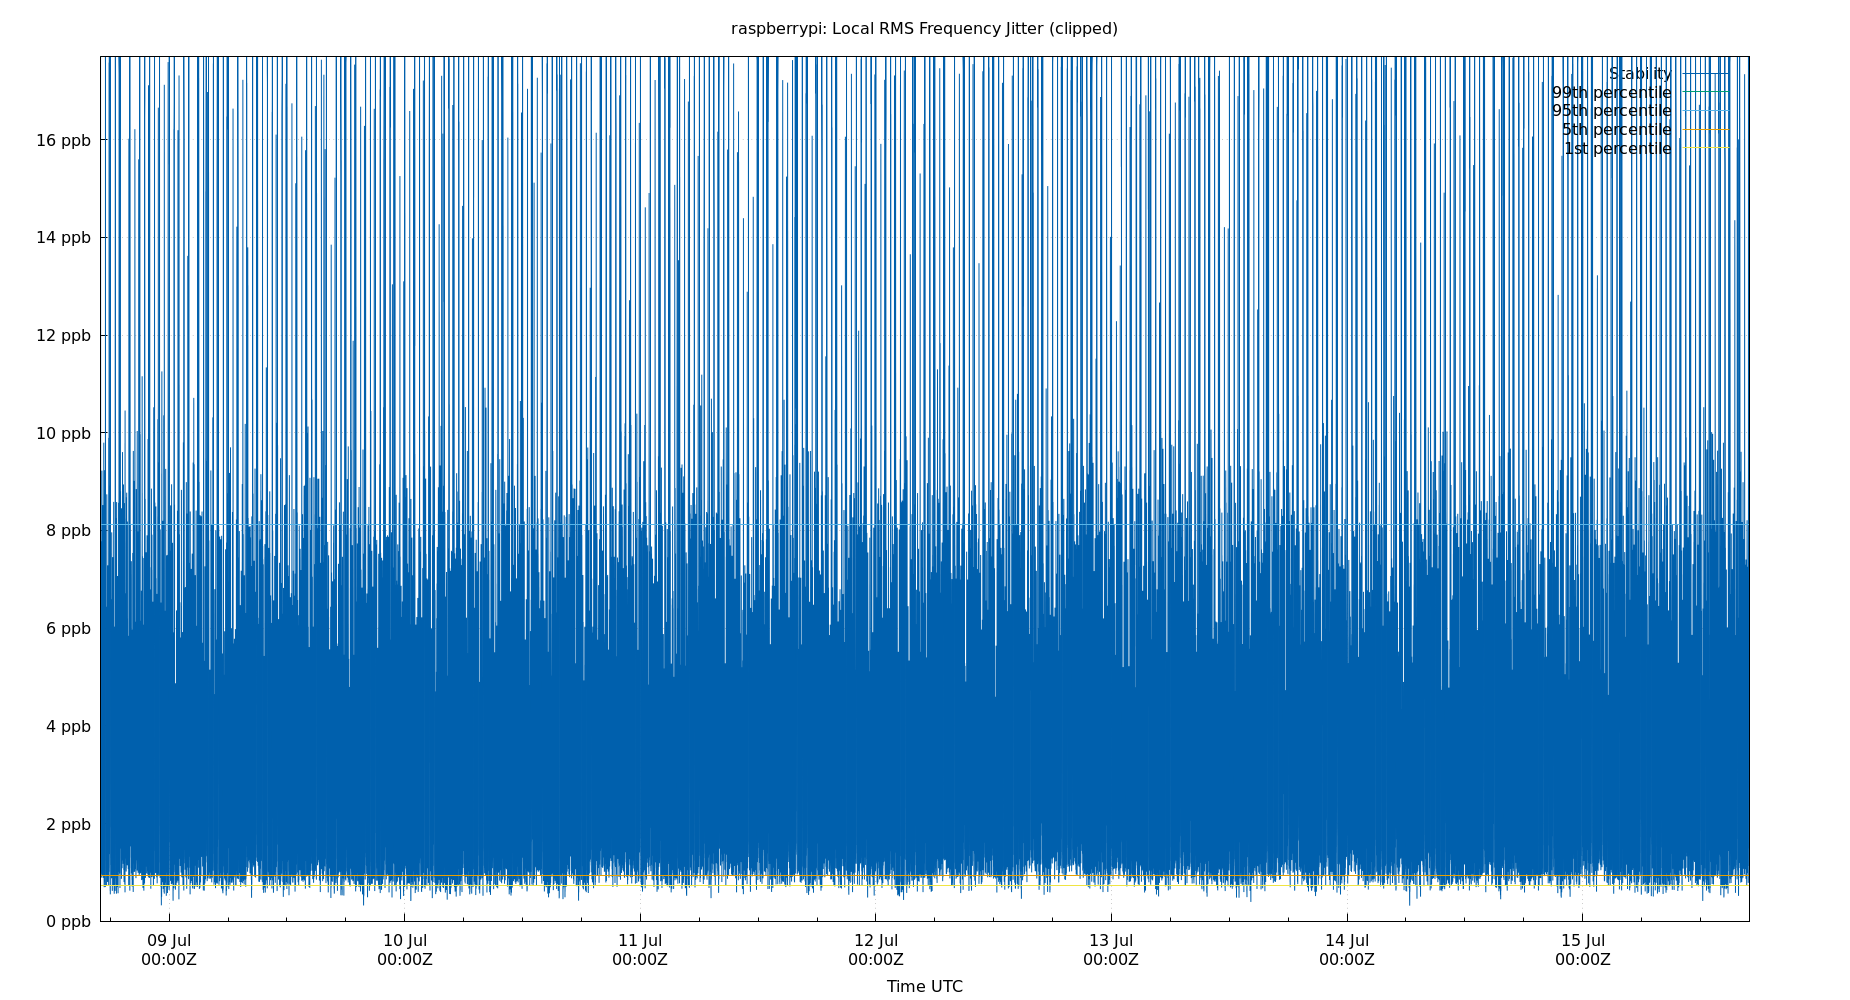 raspberrypi: Local RMS Frequency Jitter (clipped)
Stability
99th percentile
95th percentile
5th percentile
1st percentile
16 ppb
14 ppb
12 ppb
10 ppb
8 ppb
6 ppb
4 ppb
2 ppb
0 ppb
09 Jul 10 Jul 11 Jul 12 Jul 13 Jul 14 Jul 15 Jul
00:00Z 00:00Z 00:00Z 00:00Z 00:00Z 00:00Z 00:00Z
Time UTC